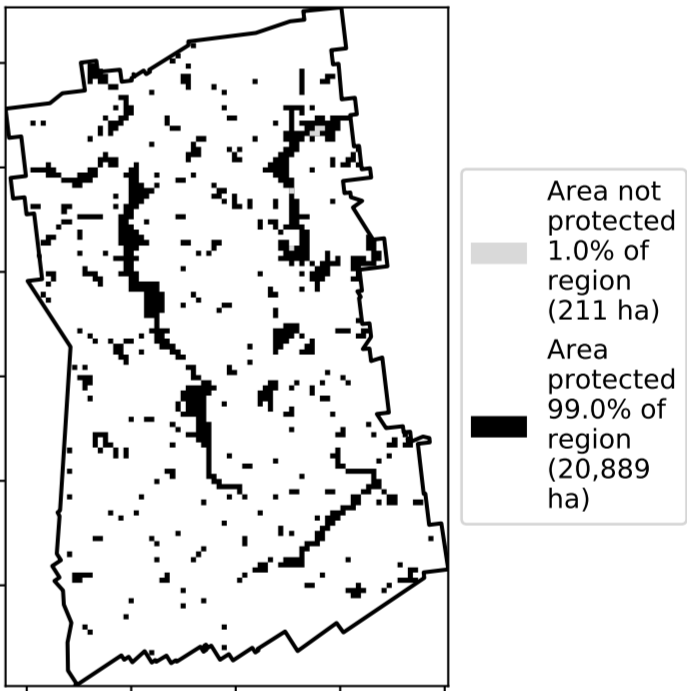 Area not
protected
1.0% of
region
(211 ha)
Area
protected
99.0% of
region
(20,889
ha)